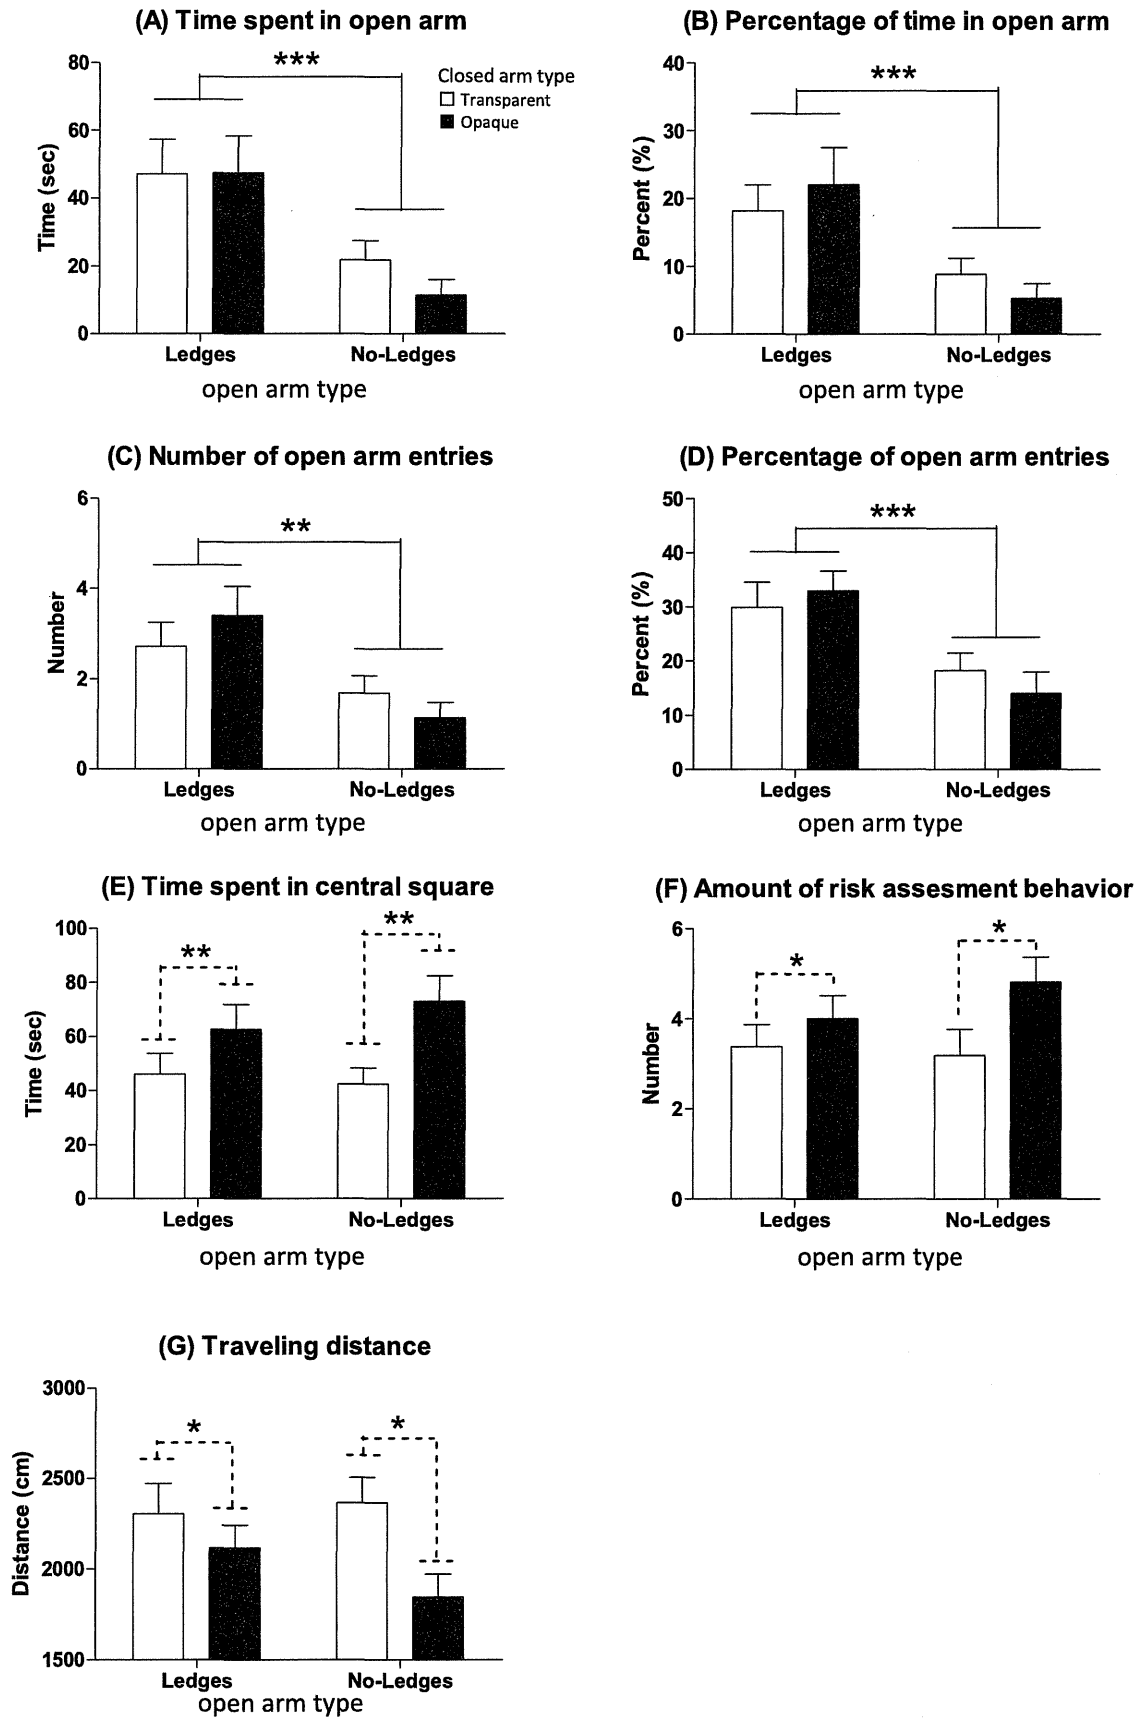 (A) Time spent in open arm
80
60
40
20
0
Time (sec)
***
Closed arm type
Transparent
Opaque
Ledges
No-Ledges
open arm type
(B) Percentage of time in open arm
40
30
20
10
0
Percent (%)
***
Ledges
No-Ledges
open arm type
(C) Number of open arm entries
6
4
2
0
Number
**
Ledges
No-Ledges
open arm type
(D) Percentage of open arm entries
50
40
30
20
10
0
Percent (%)
***
Ledges
No-Ledges
open arm type
(E) Time spent in central square
100
80
60
40
20
0
Time (sec)
**
**
Ledges
No-Ledges
open arm type
(F) Amount of risk assesment behavior
6
4
2
0
Number
*
*
Ledges
No-Ledges
open arm type
(G) Traveling distance
3000
2500
2000
1500
Distance (cm)
*
*
Ledges
No-Ledges
open arm type